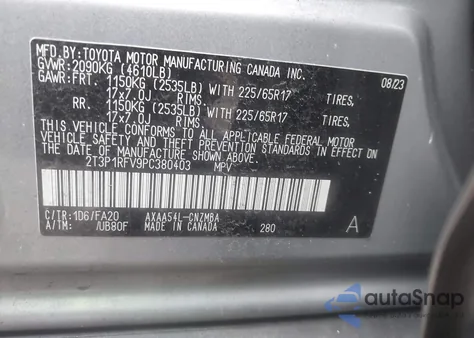 MFD.BY:TOYOTA MOTOR MANUFACTURING CANADA INC.
GVWR:2090KG (4610LB) 08/23
GAWR:FRT. 1150KG (2535LB) WITH 225/65R17 TIRES,
17x7.0J RIMS.
RR. 1150KG (2535LB) WITH 225/65R17 TIRES,
17x7.0J RIMS.
THIS VEHICLE CONFORMS TO ALL APPLICABLE FEDERAL MOTOR
VEHICLE SAFETY AND THEFT PREVENTION STANDARDS IN EFFECT
ON THE DATE OF MANUFACTURE SHOWN ABOVE.
2T3P1RFV9PC380403 MPV
C/TR:1D6/FA20 AXAA54L-CNZMBA
A/TM: /UB80F MADE IN CANADA 280 A
autoSnap